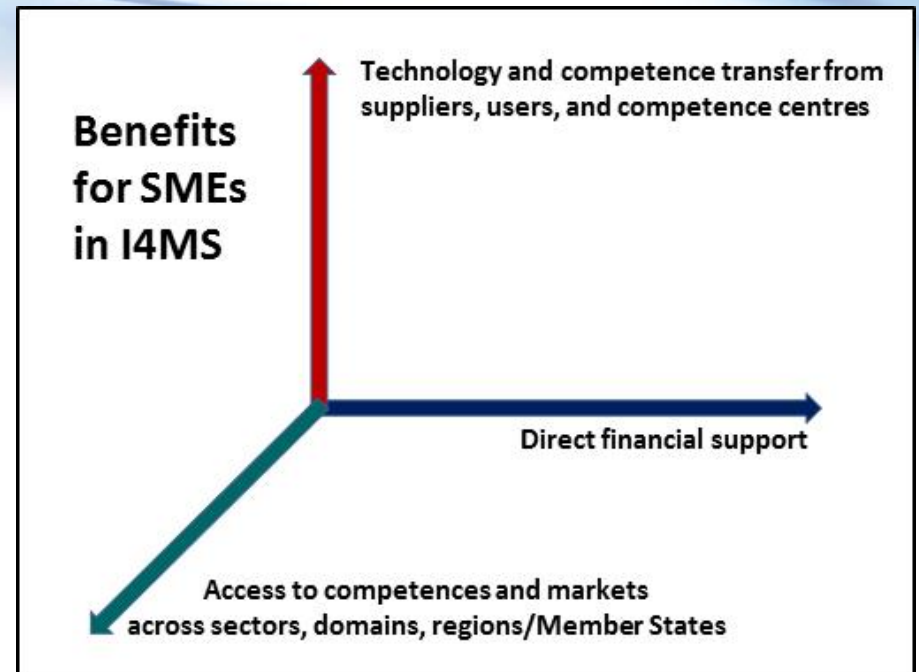 Technology and competence transfer from
suppliers, users, and competence centres
Benefits
for SMEs
in I4MS
Direct financial support
Access to competences and markets
across sectors, domains, regions/Member States